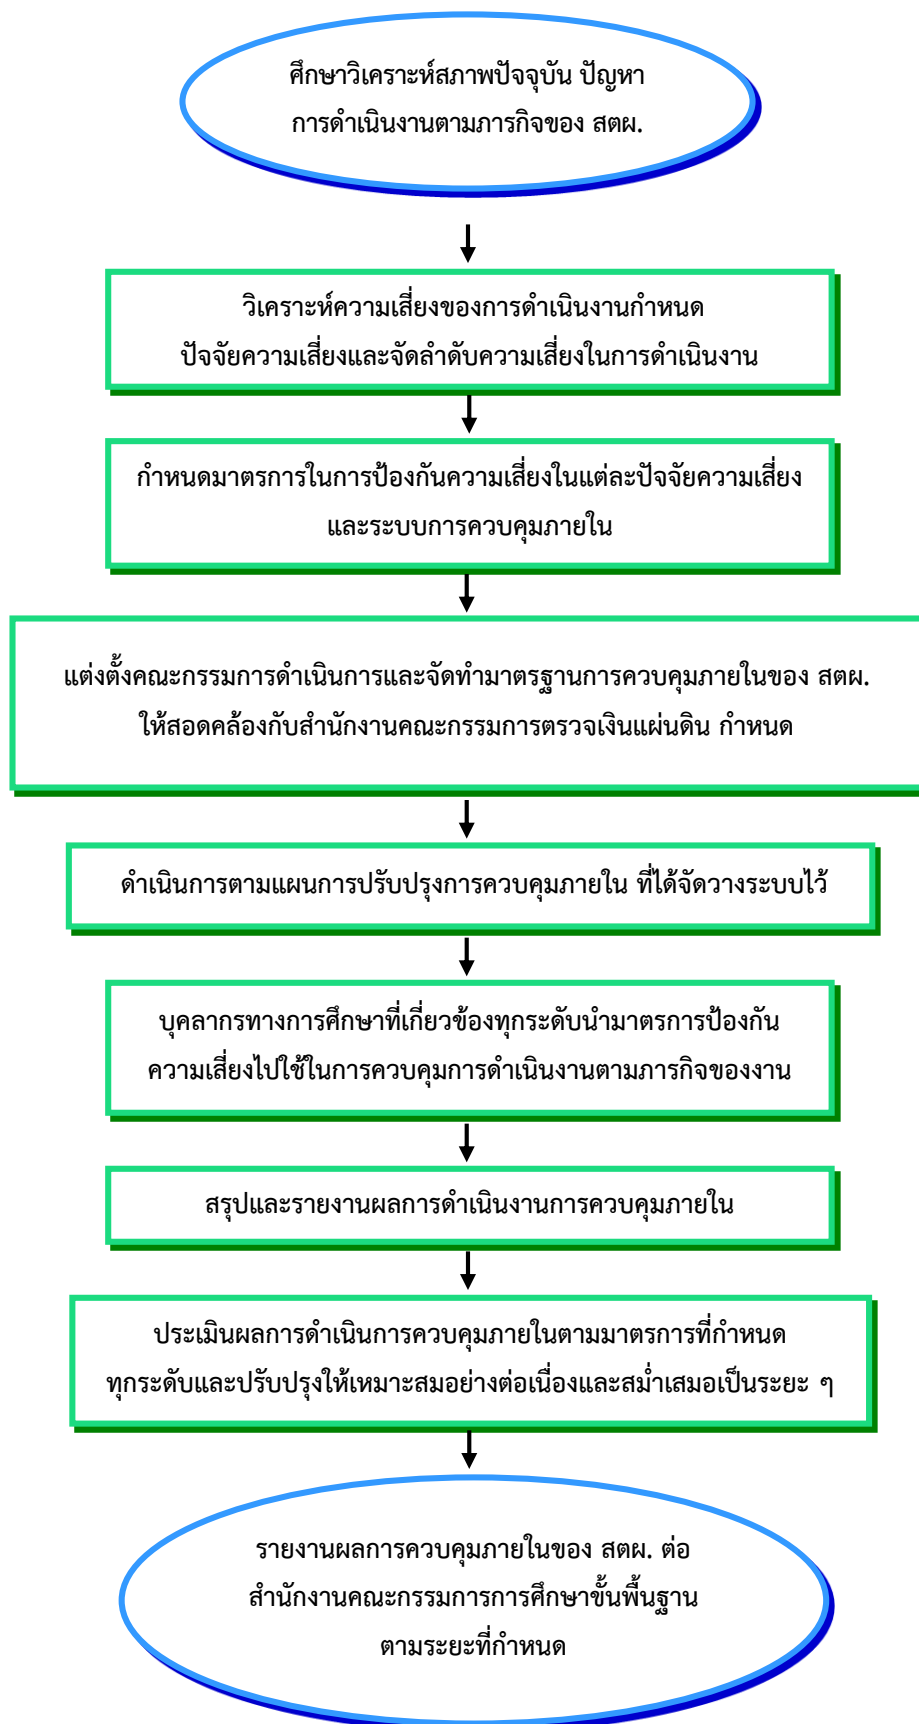 ศึกษาวิเคราะห์สภาพปัจจุบัน ปัญหา
การดำเนินงานตามภารกิจของ สตผ.
วิเคราะห์ความเสี่ยงของการดำเนินงานกำหนด
ปัจจัยความเสี่ยงและจัดลำดับความเสี่ยงในการดำเนินงาน
กำหนดมาตรการในการป้องกันความเสี่ยงในแต่ละปัจจัยความเสี่ยง
และระบบการควบคุมภายใน
แต่งตั้งคณะกรรมการดำเนินการและจัดทำมาตรฐานการควบคุมภายในของ สตผ.
ให้สอดคล้องกับสำนักงานคณะกรรมการตรวจเงินแผ่นดิน กำหนด
ดำเนินการตามแผนการปรับปรุงการควบคุมภายใน ที่ได้จัดวางระบบไว้
บุคลากรทางการศึกษาที่เกี่ยวข้องทุกระดับนำมาตรการป้องกัน
ความเสี่ยงไปใช้ในการควบคุมการดำเนินงานตามภารกิจของงาน
สรุปและรายงานผลการดำเนินงานการควบคุมภายใน
ประเมินผลการดำเนินการควบคุมภายในตามมาตรการที่กำหนด
ทุกระดับและปรับปรุงให้เหมาะสมอย่างต่อเนื่องและสม่ำเสมอเป็นระยะ ๆ
รายงานผลการควบคุมภายในของ สตผ. ต่อ
สำนักงานคณะกรรมการการศึกษาขั้นพื้นฐาน
ตามระยะที่กำหนด